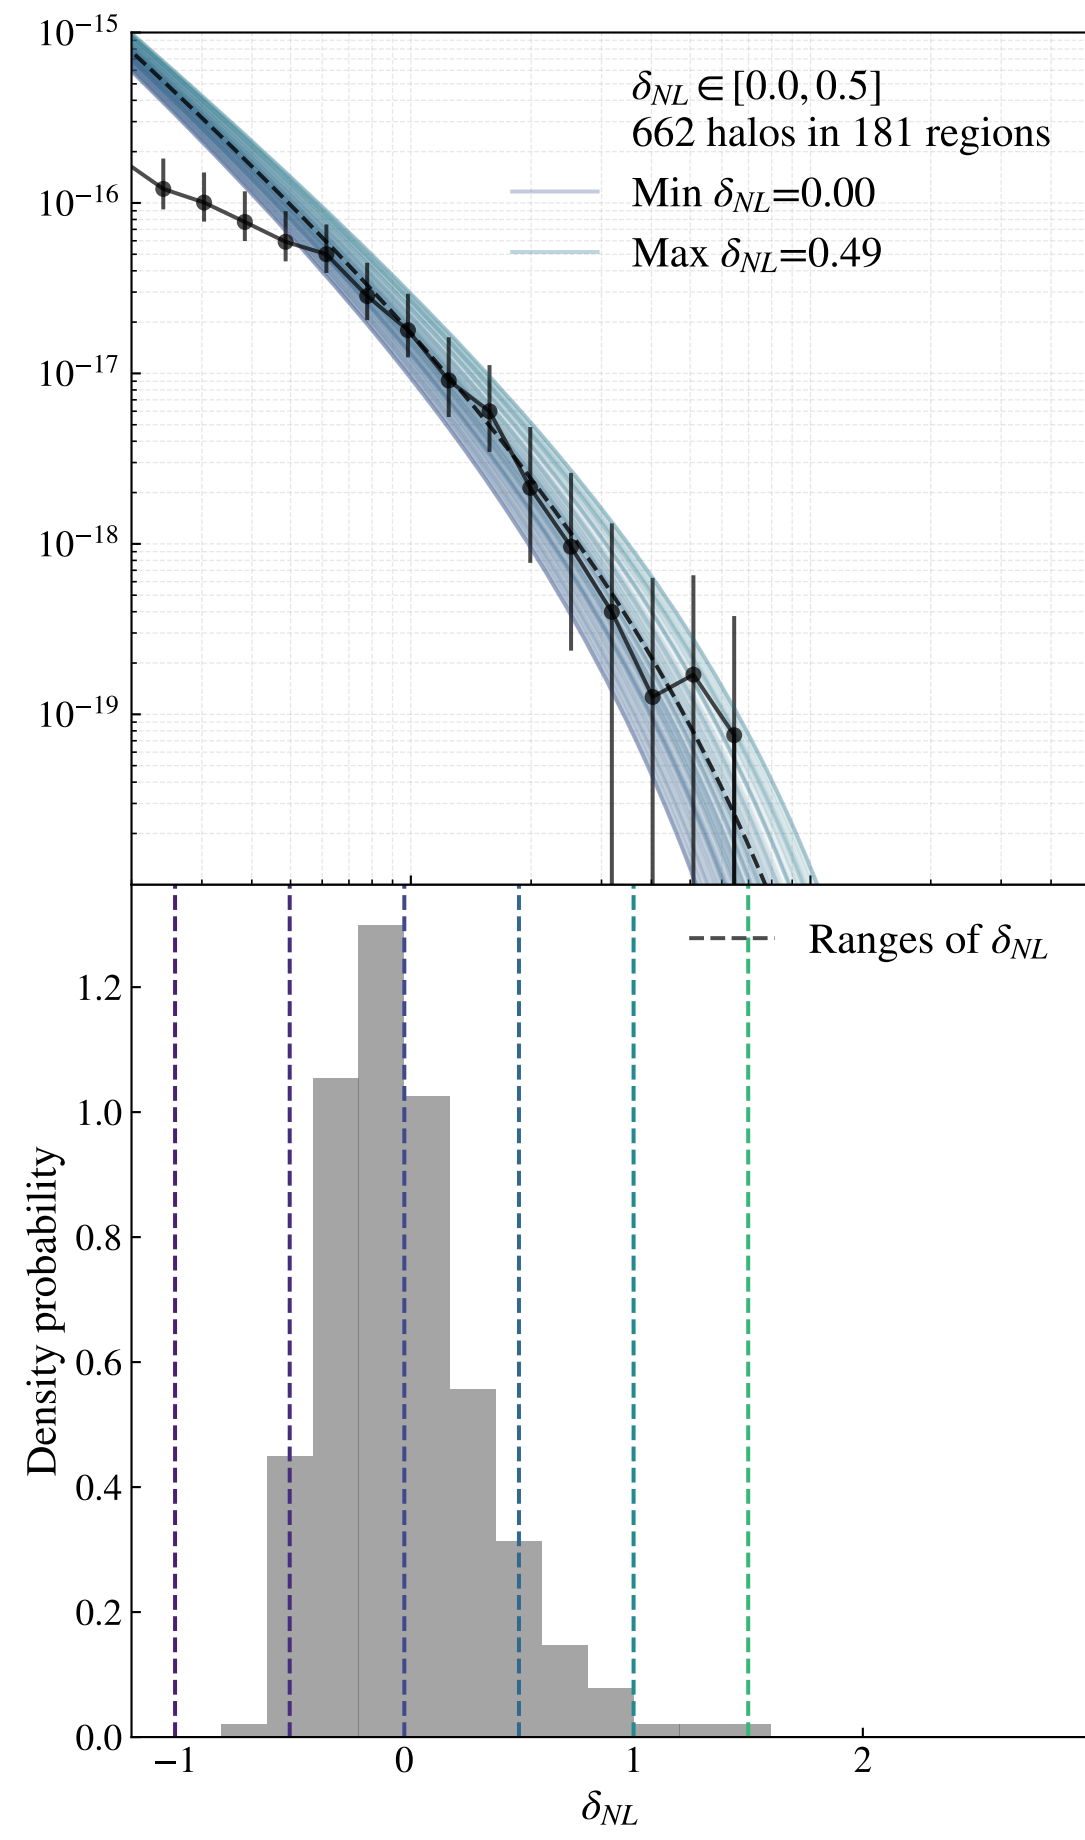 10⁻¹⁵
δ_NL ∈ [0.0, 0.5]
662 halos in 181 regions
Min δ_NL=0.00
Max δ_NL=0.49
10⁻¹⁶
10⁻¹⁷
10⁻¹⁸
10⁻¹⁹
Ranges of δ_NL
1.2
1.0
0.8
0.6
0.4
0.2
0.0
Density probability
−1 0 1 2
δ_NL